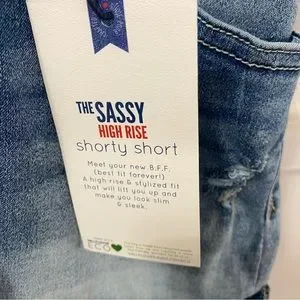 THE SASSY
HIGH RISE
shorty short
Meet your new B.F.F.
(best fit forever!)
A high rise & stylized fit
that will lift you up and
make you look slim
& sleek.
ECO